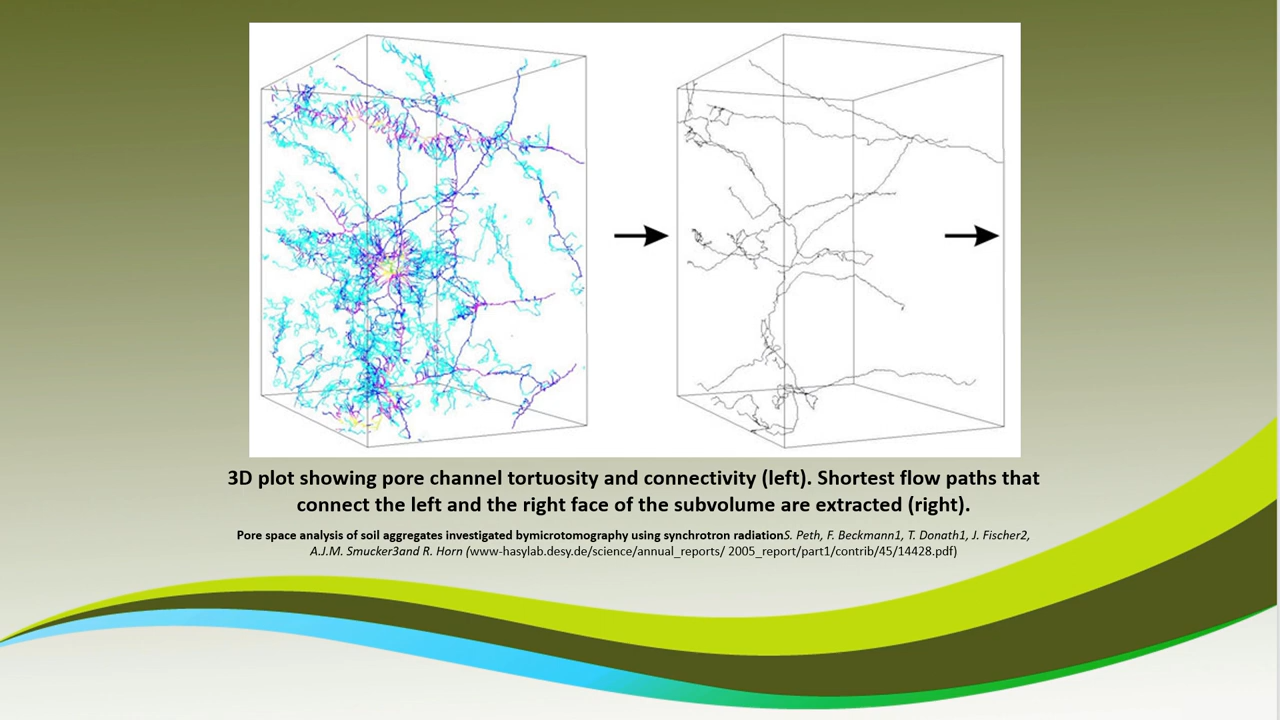 3D plot showing pore channel tortuosity and connectivity (left). Shortest flow paths that
connect the left and the right face of the subvolume are extracted (right).
Pore space analysis of soil aggregates investigated bymicrotomography using synchrotron radiationS. Peth, F. Beckmann1, T. Donath1, J. Fischer2,
A.J.M. Smucker3and R. Horn (www-hasylab.desy.de/science/annual_reports/ 2005_report/part1/contrib/45/14428.pdf)